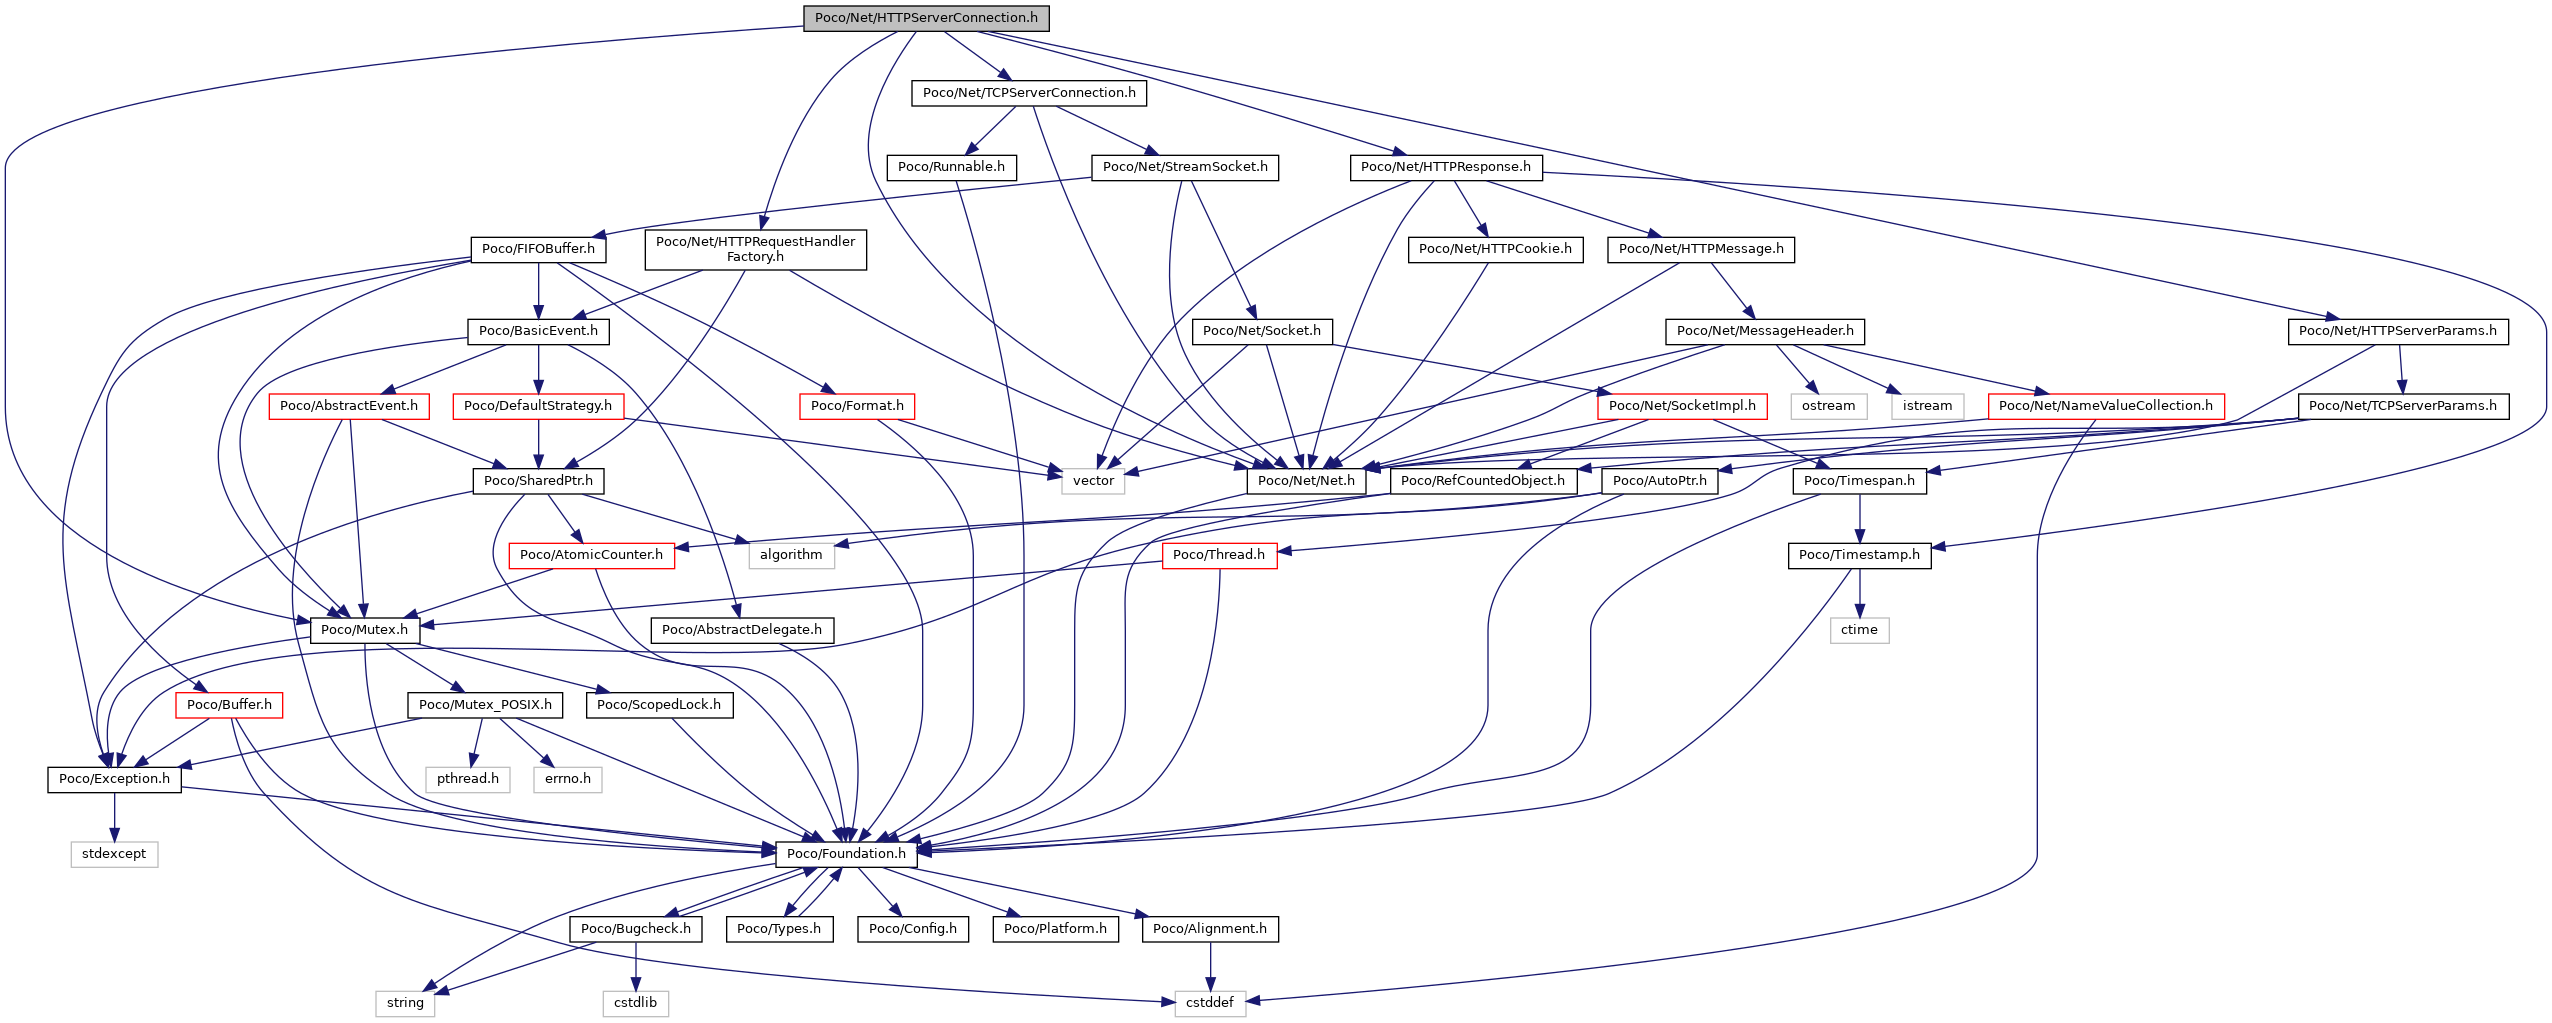 Poco/Net/HTTPServerConnection.h
Poco/Net/TCPServerConnection.h
Poco/Runnable.h
Poco/Net/StreamSocket.h
Poco/Net/HTTPResponse.h
Poco/FIFOBuffer.h
Poco/Net/HTTPRequestHandler
Factory.h
Poco/Net/HTTPCookie.h
Poco/Net/HTTPMessage.h
Poco/BasicEvent.h
Poco/Net/Socket.h
Poco/Net/MessageHeader.h
Poco/Net/HTTPServerParams.h
Poco/AbstractEvent.h
Poco/DefaultStrategy.h
Poco/Format.h
Poco/Net/SocketImpl.h
ostream
istream
Poco/Net/NameValueCollection.h
Poco/Net/TCPServerParams.h
Poco/SharedPtr.h
vector
Poco/Net/Net.h
Poco/RefCountedObject.h
Poco/AutoPtr.h
Poco/Timespan.h
Poco/AtomicCounter.h
algorithm
Poco/Thread.h
Poco/Timestamp.h
Poco/Mutex.h
Poco/AbstractDelegate.h
ctime
Poco/Buffer.h
Poco/Mutex_POSIX.h
Poco/ScopedLock.h
Poco/Exception.h
pthread.h
errno.h
stdexcept
Poco/Foundation.h
Poco/Bugcheck.h
Poco/Types.h
Poco/Config.h
Poco/Platform.h
Poco/Alignment.h
string
cstdlib
cstddef